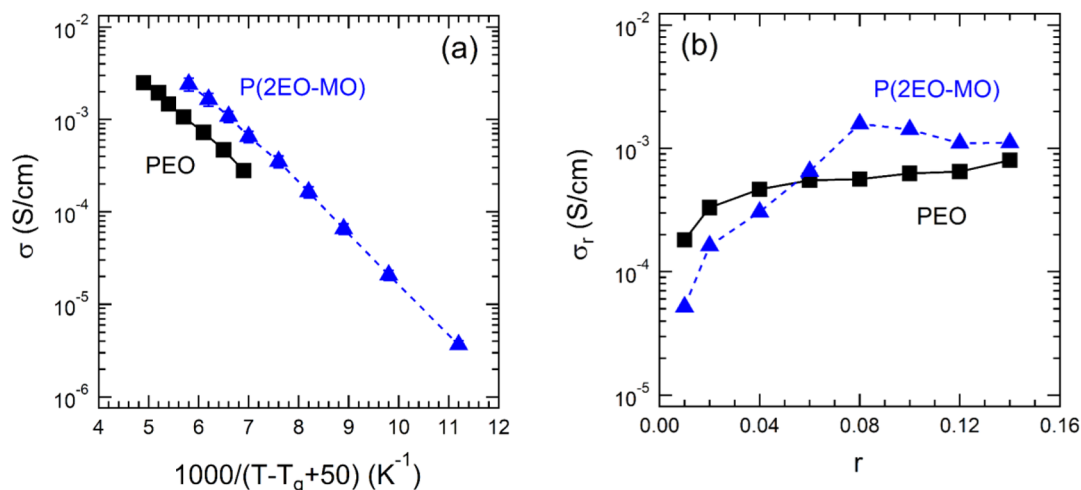 (a)
P(2EO-MO)
PEO
σ (S/cm)
10⁻²
10⁻³
10⁻⁴
10⁻⁵
10⁻⁶
4 5 6 7 8 9 10 11 12
1000/(T-Tg+50) (K⁻¹)
(b)
P(2EO-MO)
PEO
σr (S/cm)
10⁻²
10⁻³
10⁻⁴
10⁻⁵
0.00 0.04 0.08 0.12 0.16
r